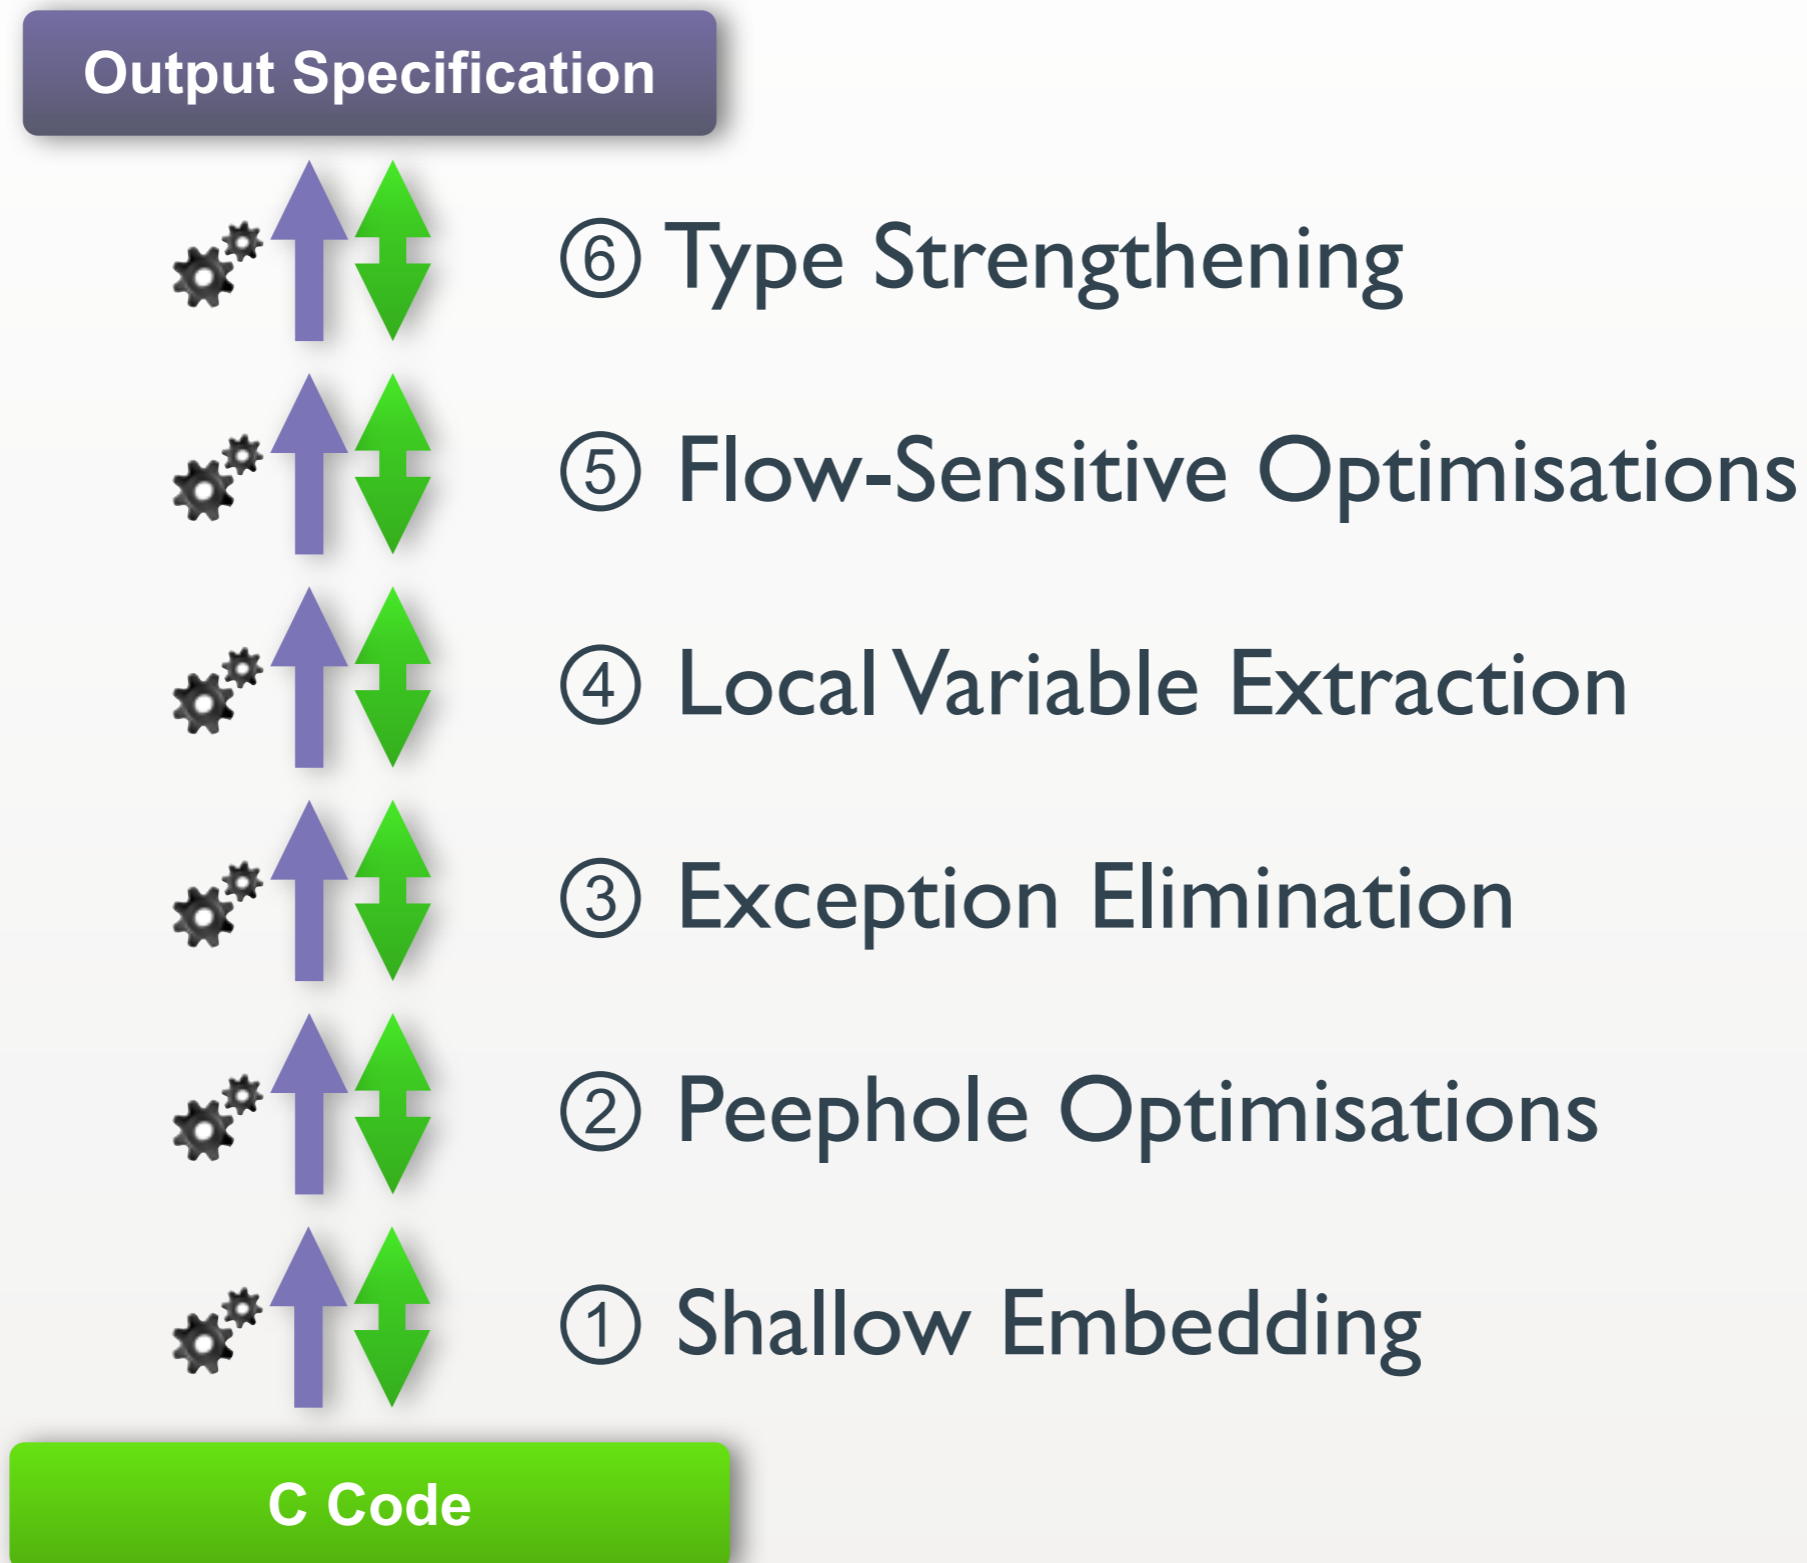 Output Specification
⑥ Type Strengthening
⑤ Flow-Sensitive Optimisations
④ Local Variable Extraction
③ Exception Elimination
② Peephole Optimisations
① Shallow Embedding
C Code